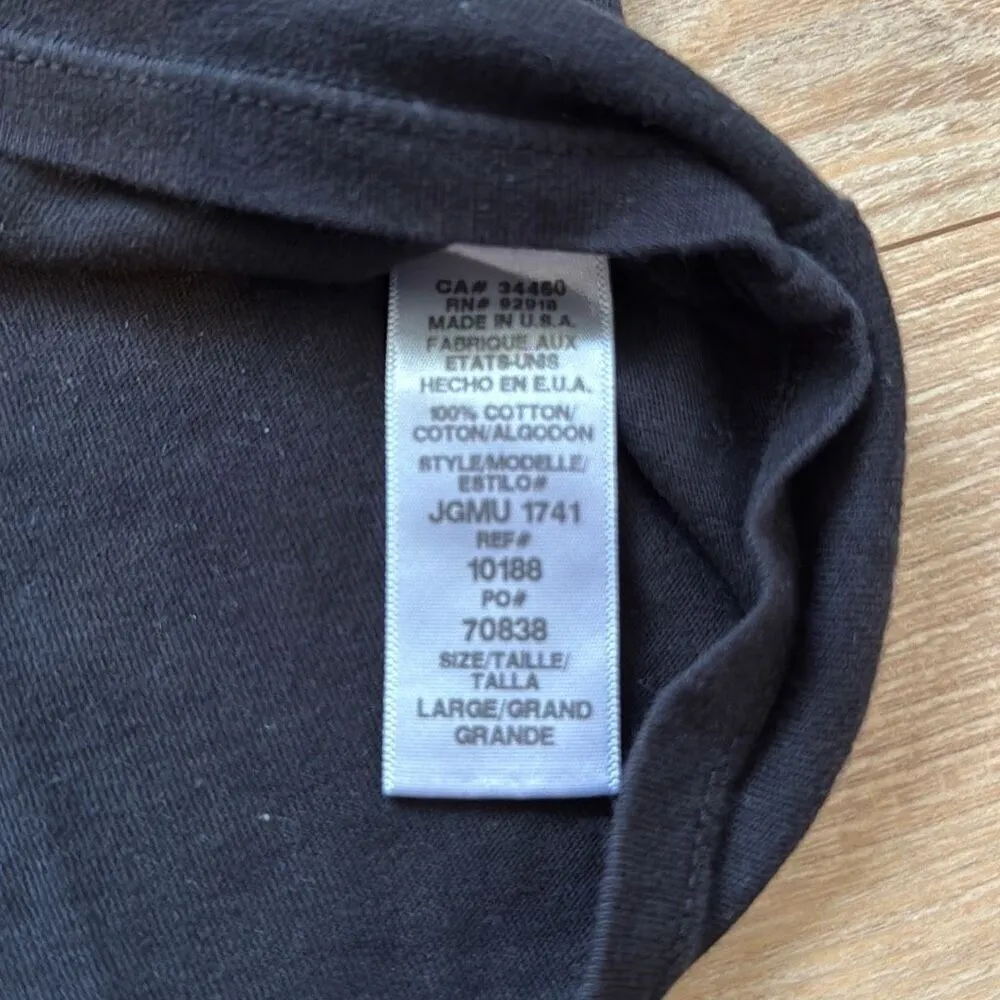 CA# 34480
RN# 92918
MADE IN U.S.A.
FABRIQUE AUX
ETATS-UNIS
HECHO EN E.U.A.
100% COTTON/
COTON/ALGODON
STYLE/MODELLE/
ESTILO#
JGMU 1741
REF#
10188
PO#
70838
SIZE/TAILLE/
TALLA
LARGE/GRAND
GRANDE